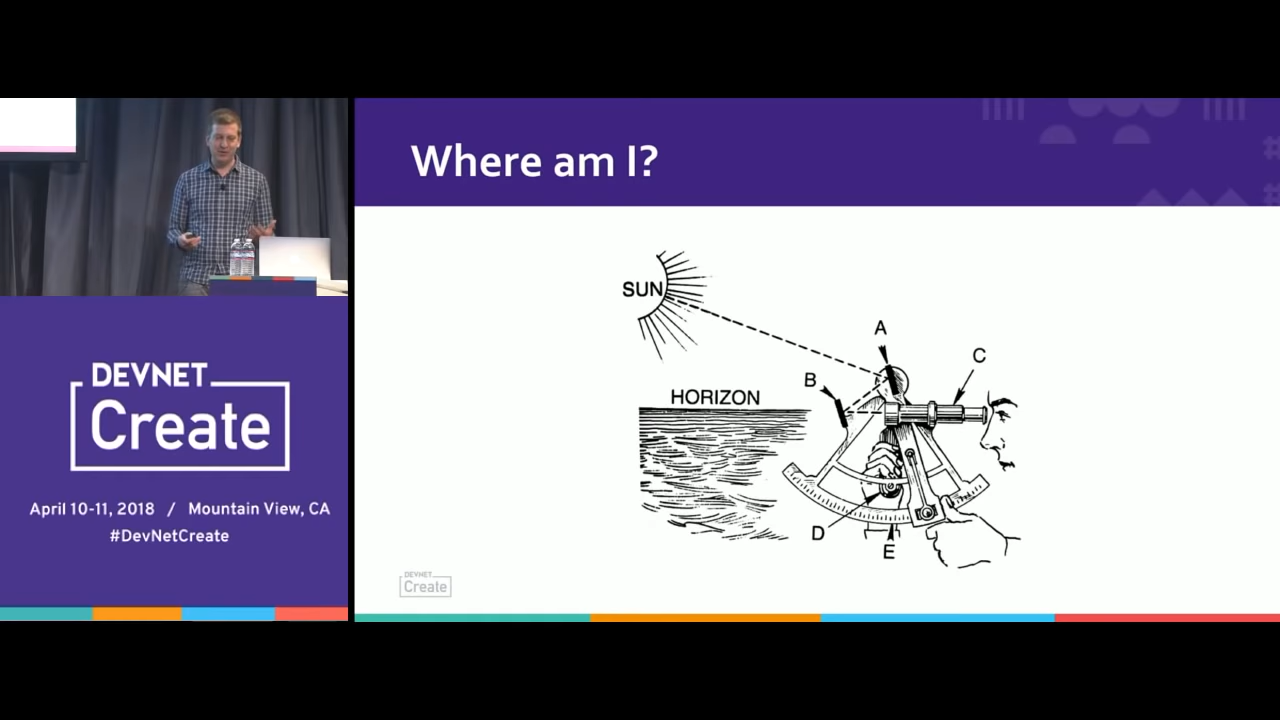 DEVNET
Create
April 10-11, 2018 / Mountain View, CA
#DevNetCreate
Where am I?
SUN
A
C
B
HORIZON
D
E
DEVNET
Create